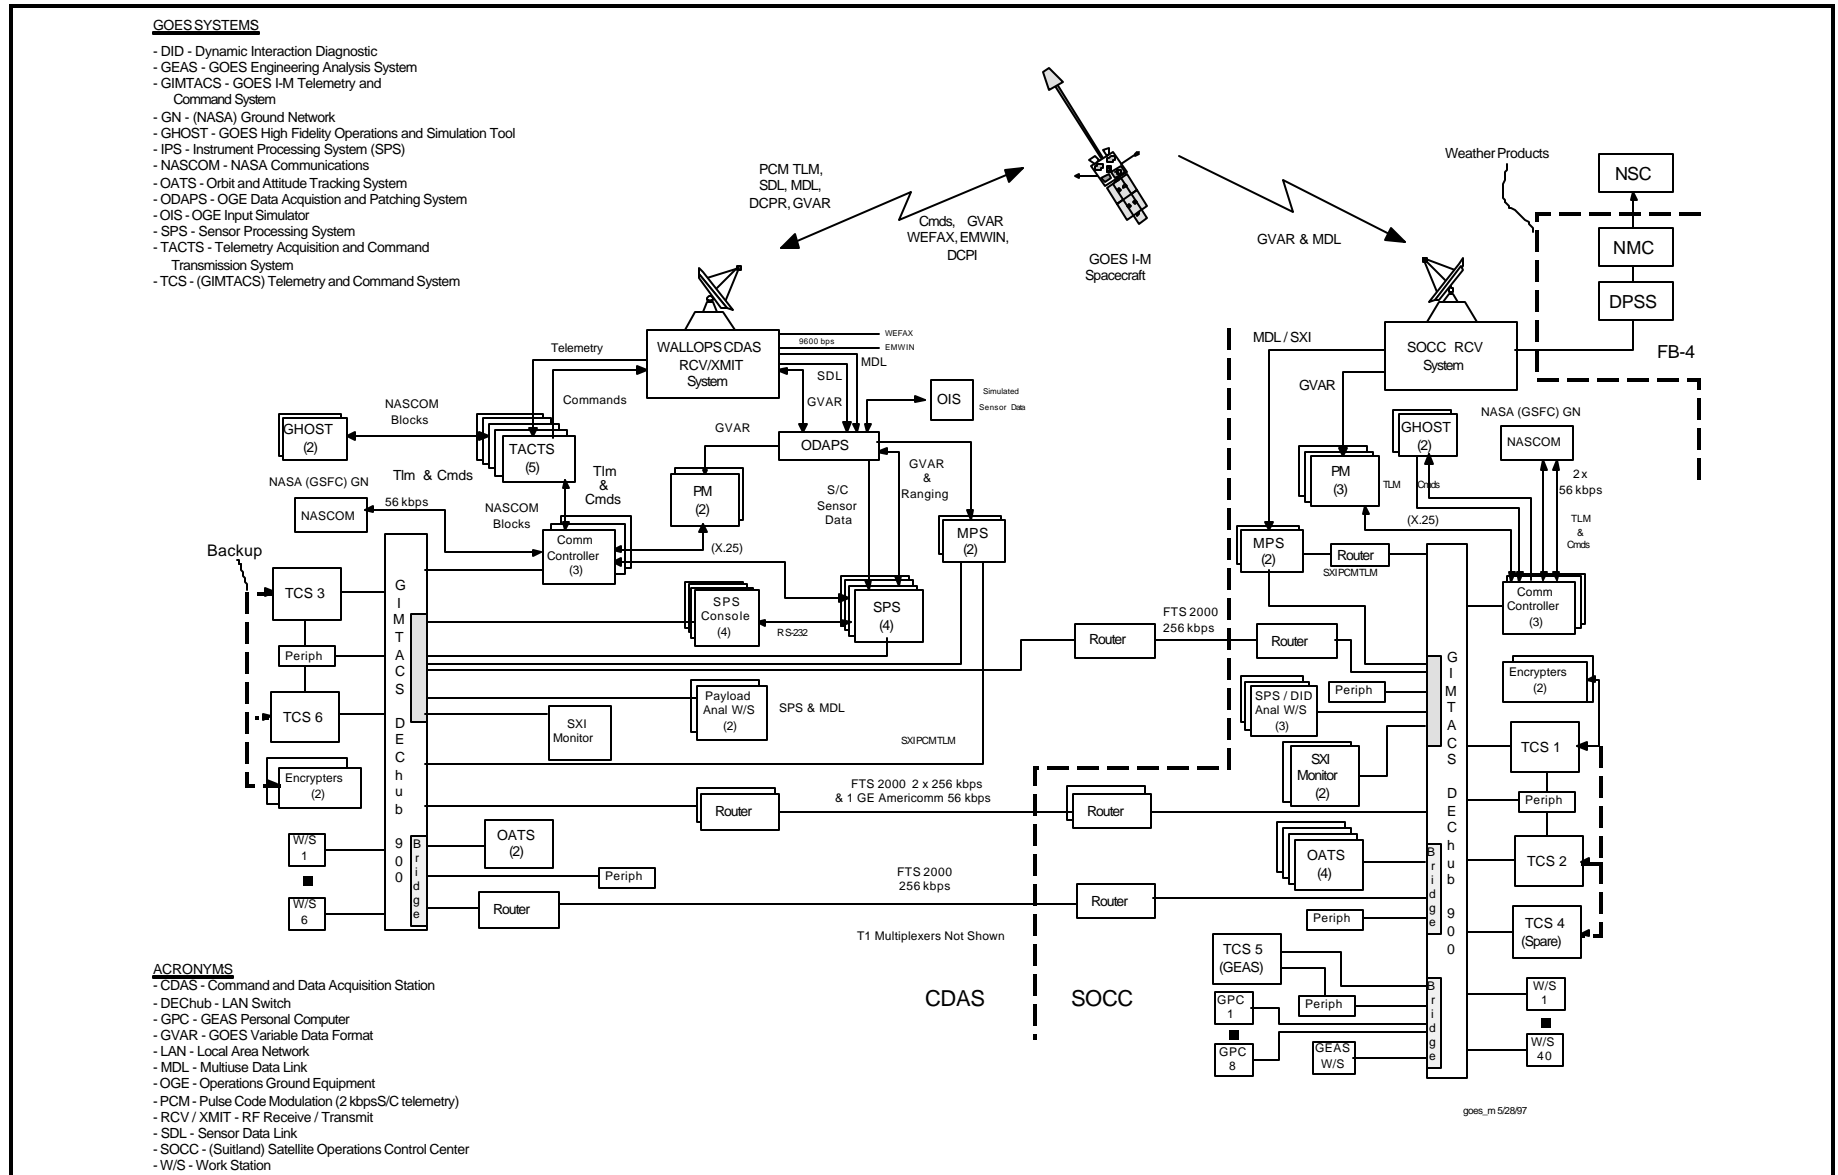 GOES SYSTEMS
- DID - Dynamic Interaction Diagnostic
- GEAS - GOES Engineering Analysis System
- GIMTACS - GOES I-M Telemetry and
Command System
- GN - (NASA) Ground Network
- GHOST - GOES High Fidelity Operations and Simulation Tool
- IPS - Instrument Processing System (SPS)
- NASCOM - NASA Communications
- OATS - Orbit and Attitude Tracking System
- ODAPS - OGE Data Acquistion and Patching System
- OIS - OGE Input Simulator
- SPS - Sensor Processing System
- TACTS - Telemetry Acquisition and Command
Transmission System
- TCS - (GIMTACS) Telemetry and Command System
PCM TLM,
SDL, MDL,
DCPR, GVAR
Cmds, GVAR
WEFAX, EMWIN,
DCPI
GOES I-M
Spacecraft
GVAR & MDL
Weather Products
NSC
NMC
DPSS
FB-4
WALLOPS CDAS
RCV/XMIT
System
WEFAX
9600 bps
EMWIN
MDL
SDL
GVAR
Telemetry
Commands
OIS
Simulated
Sensor Data
NASCOM
Blocks
GHOST
(2)
TACTS
(5)
GVAR
ODAPS
Tlm & Cmds
Tlm
&
Cmds
NASA (GSFC) GN
56 kbps
NASCOM
NASCOM
Blocks
PM
(2)
S/C
Sensor
Data
GVAR
&
Ranging
MPS
(2)
Comm
Controller
(3)
(X.25)
Backup
TCS 3
Periph
TCS 6
Encrypters
(2)
W/S
1
W/S
6
GIMTACS DEChub 900
Bridge
SPS
Console
(4)
RS-232
SPS
(4)
Payload
Anal W/S
(2)
SPS & MDL
SXI
Monitor
SXI PCM TLM
FTS 2000 2 x 256 kbps
& 1 GE Americomm 56 kbps
Router
Router
OATS
(2)
Periph
Router
FTS 2000
256 kbps
Router
T1 Multiplexers Not Shown
CDAS
SOCC
MDL / SXI
SOCC RCV
System
GVAR
GHOST
(2)
NASA (GSFC) GN
NASCOM
PM
(3)
TLM
Cmds
2 x
56 kbps
(X.25)
TLM
&
Cmds
MPS
(2)
Router
SXI PCM TLM
Comm
Controller
(3)
FTS 2000
256 kbps
Router
Router
Periph
SPS / DID
Anal W/S
(3)
SXI
Monitor
(2)
OATS
(4)
Periph
TCS 5
(GEAS)
Periph
GPC
1
GPC
8
GEAS
W/S
GIMTACS DEChub 900
Bridge
Bridge
Encrypters
(2)
TCS 1
Periph
TCS 2
TCS 4
(Spare)
W/S
1
W/S
40
goes_m 5/28/97
ACRONYMS
- CDAS - Command and Data Acquisition Station
- DEChub - LAN Switch
- GPC - GEAS Personal Computer
- GVAR - GOES Variable Data Format
- LAN - Local Area Network
- MDL - Multiuse Data Link
- OGE - Operations Ground Equipment
- PCM - Pulse Code Modulation (2 kbps S/C telemetry)
- RCV / XMIT - RF Receive / Transmit
- SDL - Sensor Data Link
- SOCC - (Suitland) Satellite Operations Control Center
- W/S - Work Station